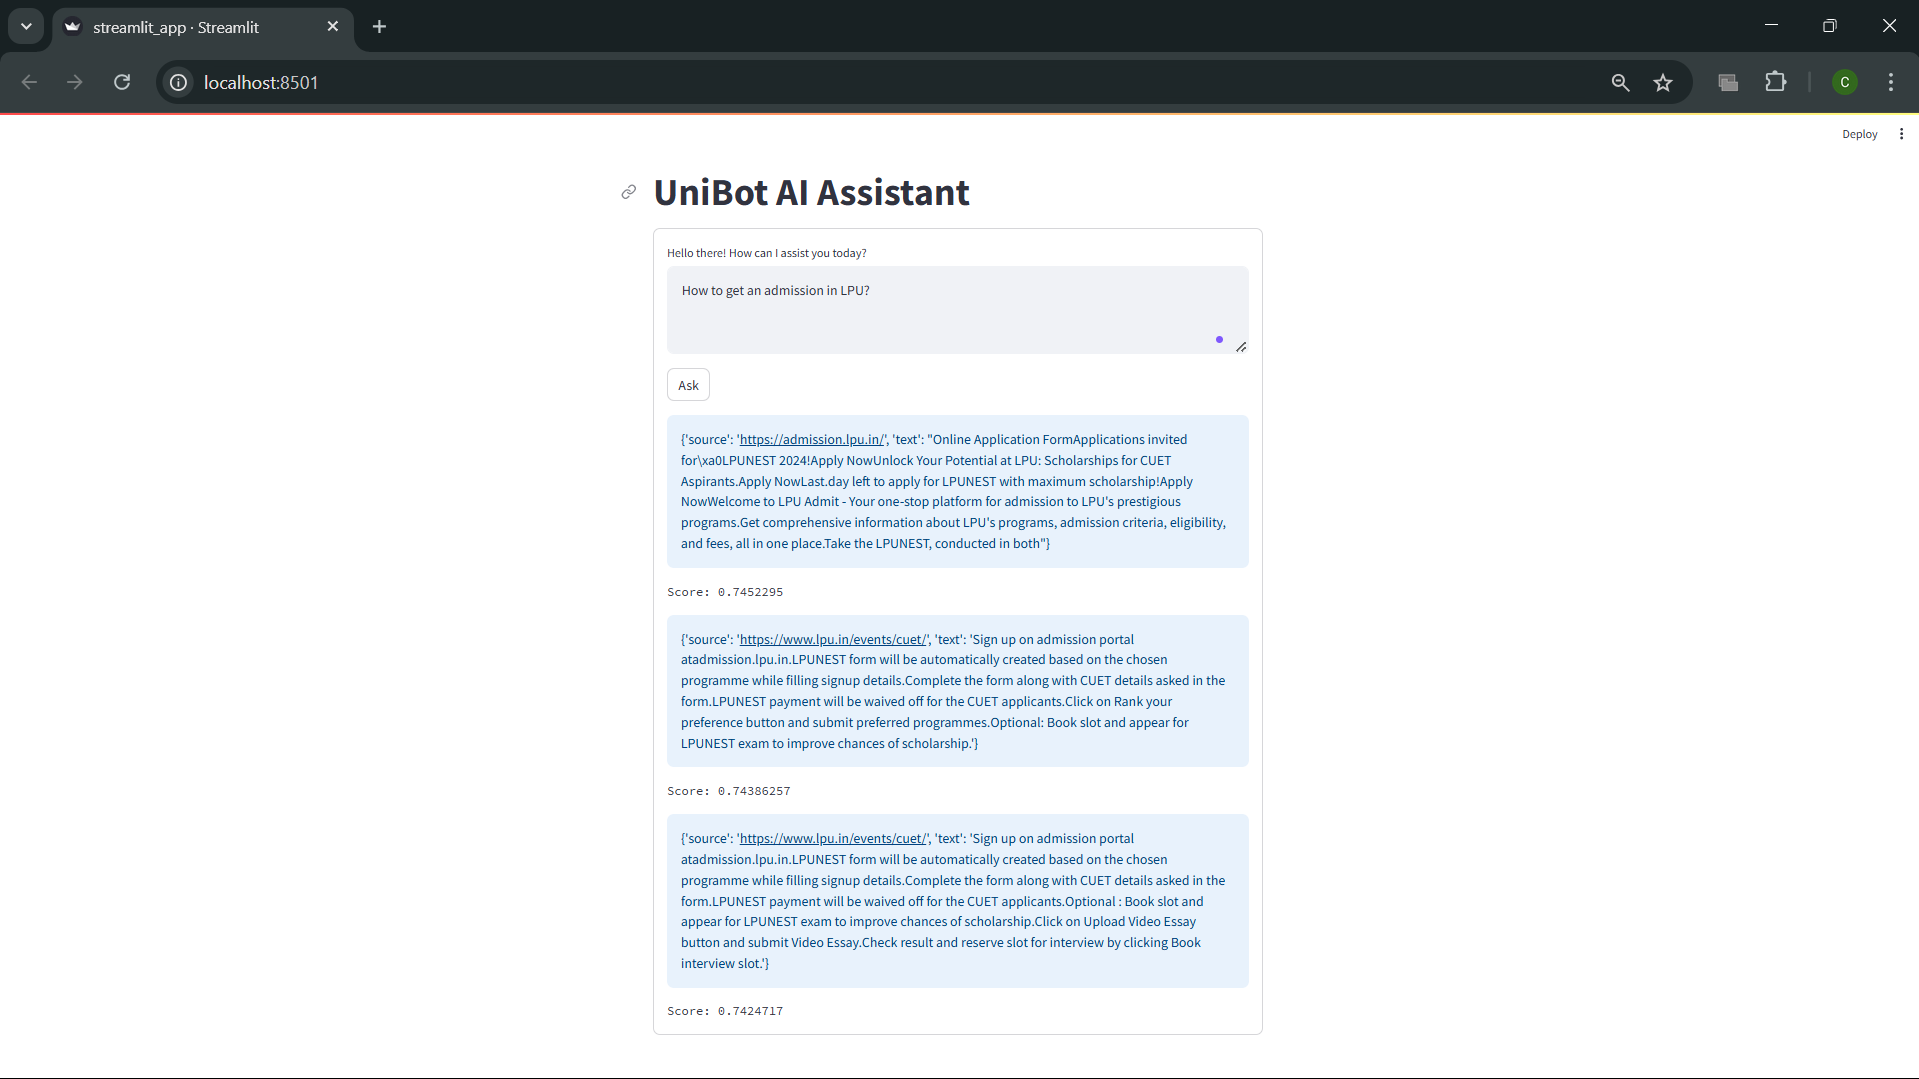 streamlit_app · Streamlit
localhost:8501
C
Deploy
UniBot AI Assistant
Hello there! How can I assist you today?
How to get an admission in LPU?
Ask
{'source': 'https://admission.lpu.in/', 'text': "Online Application FormApplications invited
for\xa0LPUNEST 2024!Apply NowUnlock Your Potential at LPU: Scholarships for CUET
Aspirants.Apply NowLast.day left to apply for LPUNEST with maximum scholarship!Apply
NowWelcome to LPU Admit - Your one-stop platform for admission to LPU's prestigious
programs.Get comprehensive information about LPU's programs, admission criteria, eligibility,
and fees, all in one place.Take the LPUNEST, conducted in both"}
Score: 0.7452295
{'source': 'https://www.lpu.in/events/cuet/', 'text': 'Sign up on admission portal
atadmission.lpu.in.LPUNEST form will be automatically created based on the chosen
programme while filling signup details.Complete the form along with CUET details asked in the
form.LPUNEST payment will be waived off for the CUET applicants.Click on Rank your
preference button and submit preferred programmes.Optional: Book slot and appear for
LPUNEST exam to improve chances of scholarship.'}
Score: 0.74386257
{'source': 'https://www.lpu.in/events/cuet/', 'text': 'Sign up on admission portal
atadmission.lpu.in.LPUNEST form will be automatically created based on the chosen
programme while filling signup details.Complete the form along with CUET details asked in the
form.LPUNEST payment will be waived off for the CUET applicants.Optional : Book slot and
appear for LPUNEST exam to improve chances of scholarship.Click on Upload Video Essay
button and submit Video Essay.Check result and reserve slot for interview by clicking Book
interview slot.'}
Score: 0.7424717